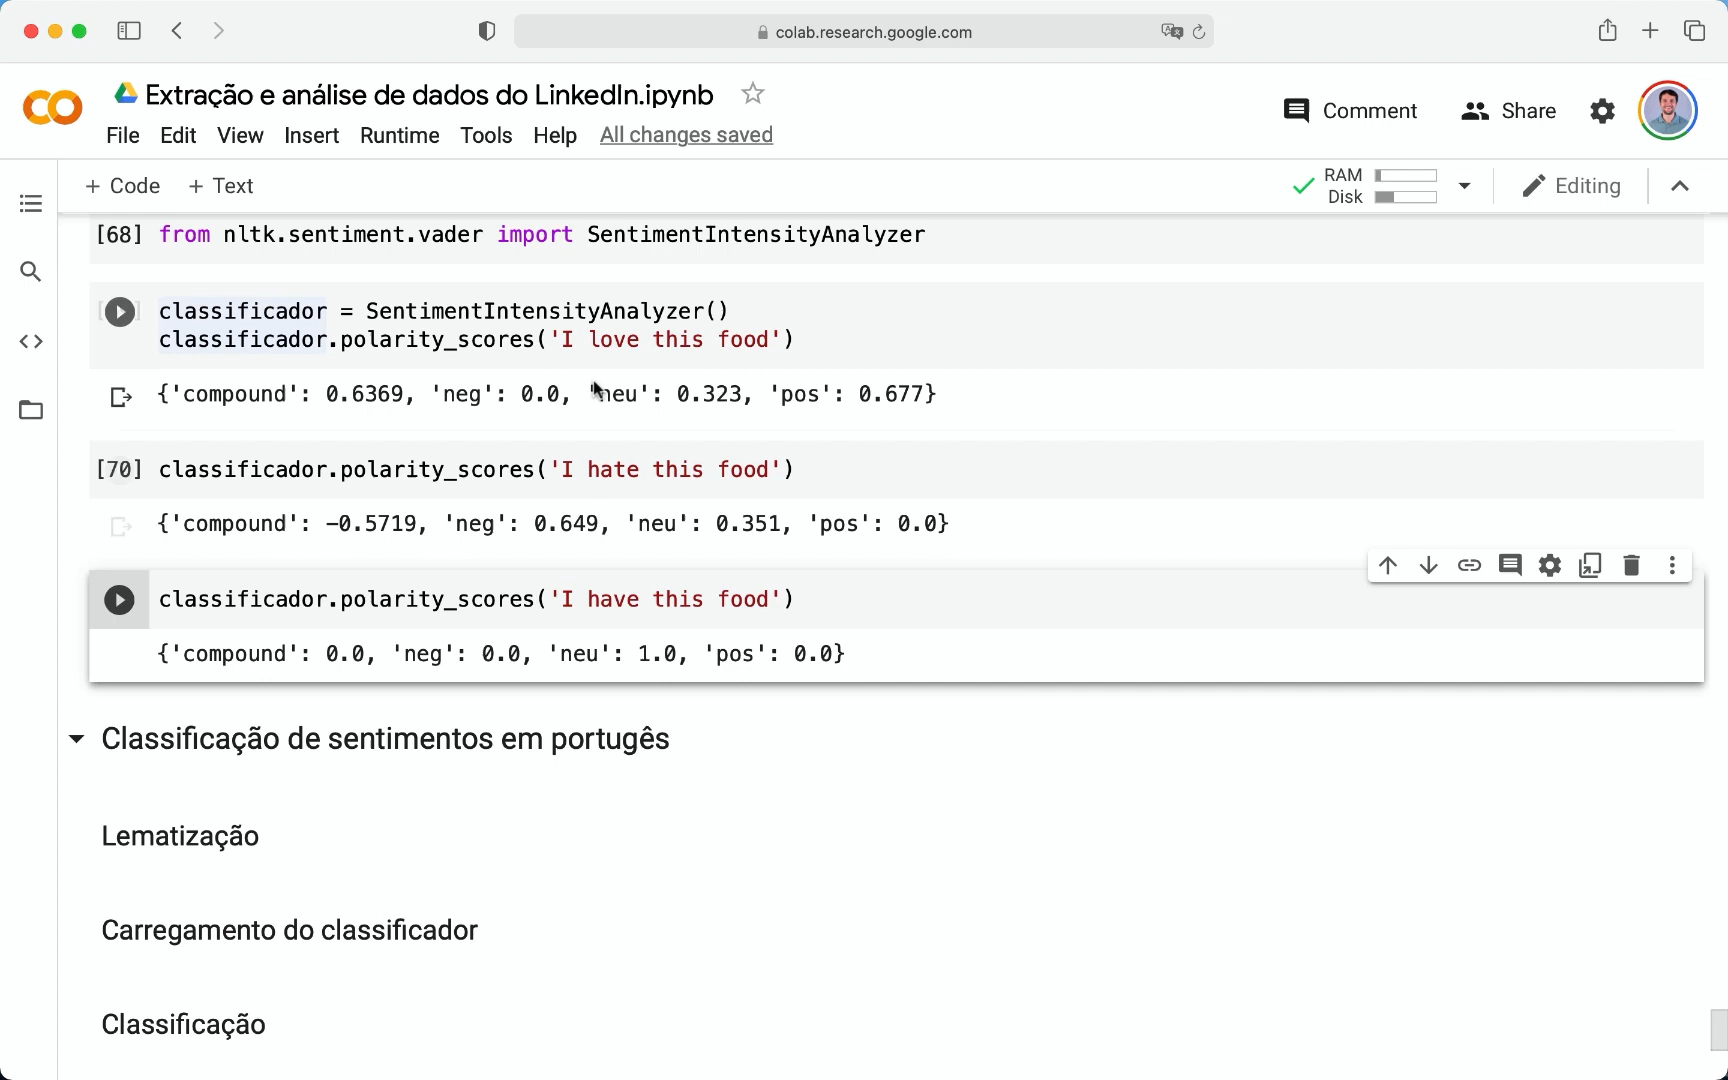 colab.research.google.com
Extração e análise de dados do LinkedIn.ipynb
Comment
Share
File Edit View Insert Runtime Tools Help All changes saved
+ Code + Text
RAM
Disk
Editing
[68] from nltk.sentiment.vader import SentimentIntensityAnalyzer
classificador = SentimentIntensityAnalyzer()
classificador.polarity_scores('I love this food')
{'compound': 0.6369, 'neg': 0.0, 'neu': 0.323, 'pos': 0.677}
[70] classificador.polarity_scores('I hate this food')
{'compound': -0.5719, 'neg': 0.649, 'neu': 0.351, 'pos': 0.0}
classificador.polarity_scores('I have this food')
{'compound': 0.0, 'neg': 0.0, 'neu': 1.0, 'pos': 0.0}
Classificação de sentimentos em portugês
Lematização
Carregamento do classificador
Classificação